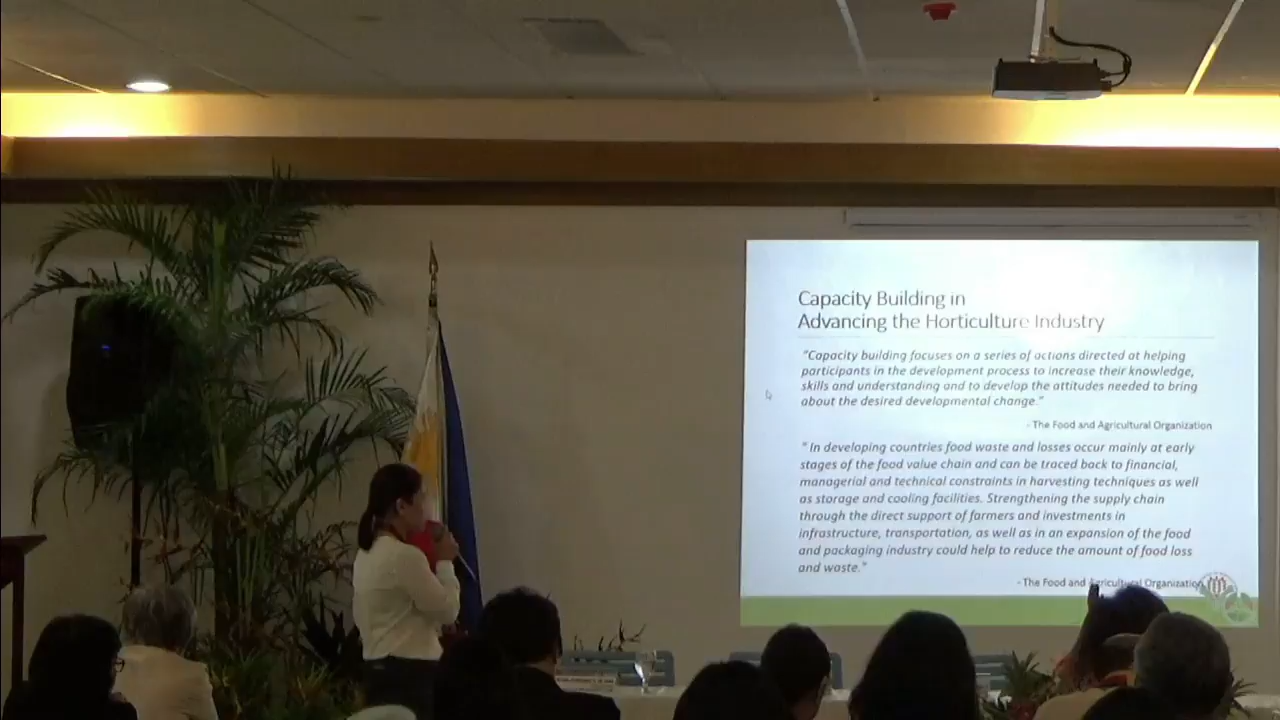 Capacity Building in
Advancing the Horticulture Industry
"Capacity building focuses on a series of actions directed at helping
participants in the development process to increase their knowledge,
skills and understanding and to develop the attitudes needed to bring
about the desired developmental change."
- The Food and Agricultural Organization
" In developing countries food waste and losses occur mainly at early
stages of the food value chain and can be traced back to financial,
managerial and technical constraints in harvesting techniques as well
as storage and cooling facilities. Strengthening the supply chain
through the direct support of farmers and investments in
infrastructure, transportation, as well as in an expansion of the food
and packaging industry could help to reduce the amount of food loss
and waste."
- The Food and Agricultural Organization